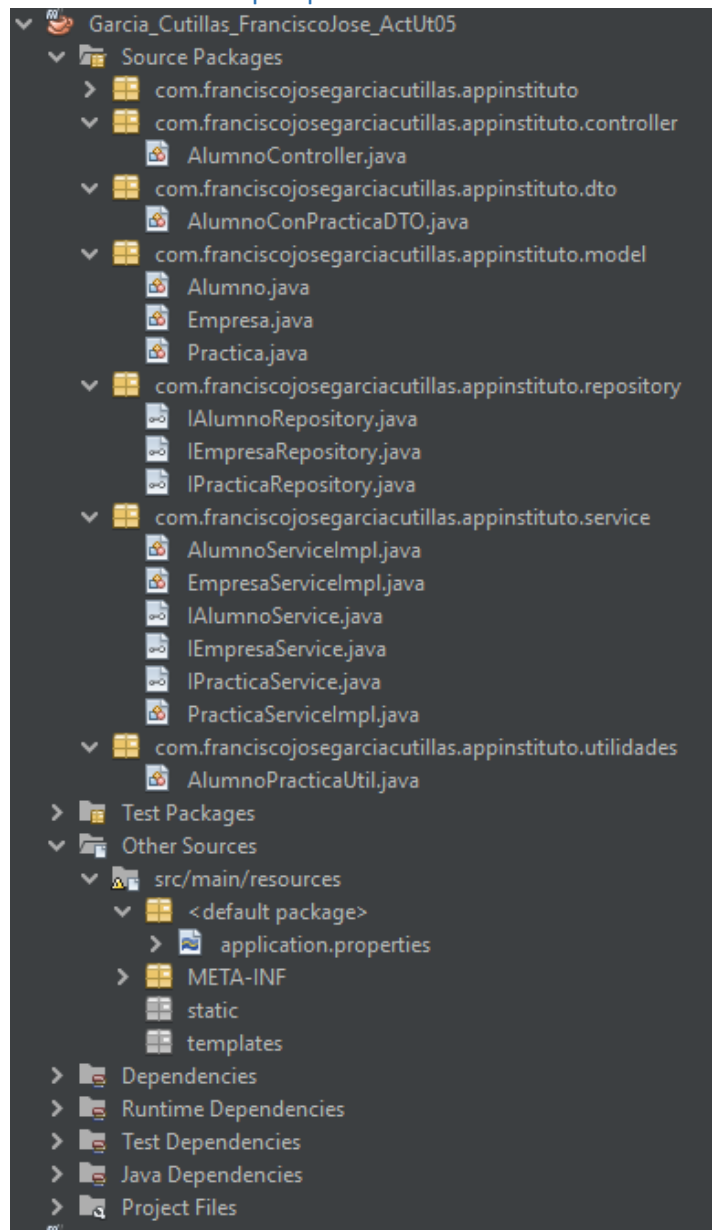 Garcia_Cutillas_FranciscoJose_ActUt05
Source Packages
com.franciscojosegarciacutillas.appinstituto
com.franciscojosegarciacutillas.appinstituto.controller
AlumnoController.java
com.franciscojosegarciacutillas.appinstituto.dto
AlumnoConPracticaDTO.java
com.franciscojosegarciacutillas.appinstituto.model
Alumno.java
Empresa.java
Practica.java
com.franciscojosegarciacutillas.appinstituto.repository
IAlumnoRepository.java
IEmpresaRepository.java
IPracticaRepository.java
com.franciscojosegarciacutillas.appinstituto.service
AlumnoServiceImpl.java
EmpresaServiceImpl.java
IAlumnoService.java
IEmpresaService.java
IPracticaService.java
PracticaServiceImpl.java
com.franciscojosegarciacutillas.appinstituto.utilidades
AlumnoPracticaUtil.java
Test Packages
Other Sources
src/main/resources
<default package>
application.properties
META-INF
static
templates
Dependencies
Runtime Dependencies
Test Dependencies
Java Dependencies
Project Files